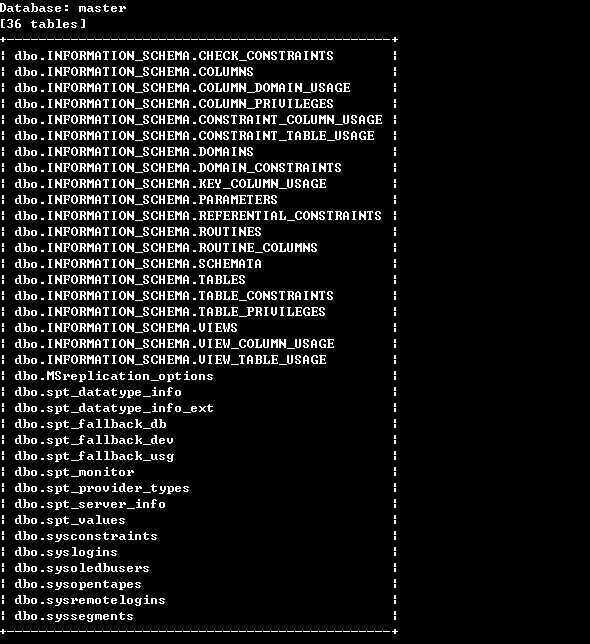 Database: master
[36 tables]
+------------------------------------------------+
¦ dbo.INFORMATION_SCHEMA.CHECK_CONSTRAINTS ¦
¦ dbo.INFORMATION_SCHEMA.COLUMNS ¦
¦ dbo.INFORMATION_SCHEMA.COLUMN_DOMAIN_USAGE ¦
¦ dbo.INFORMATION_SCHEMA.COLUMN_PRIVILEGES ¦
¦ dbo.INFORMATION_SCHEMA.CONSTRAINT_COLUMN_USAGE ¦
¦ dbo.INFORMATION_SCHEMA.CONSTRAINT_TABLE_USAGE ¦
¦ dbo.INFORMATION_SCHEMA.DOMAINS ¦
¦ dbo.INFORMATION_SCHEMA.DOMAIN_CONSTRAINTS ¦
¦ dbo.INFORMATION_SCHEMA.KEY_COLUMN_USAGE ¦
¦ dbo.INFORMATION_SCHEMA.PARAMETERS ¦
¦ dbo.INFORMATION_SCHEMA.REFERENTIAL_CONSTRAINTS ¦
¦ dbo.INFORMATION_SCHEMA.ROUTINES ¦
¦ dbo.INFORMATION_SCHEMA.ROUTINE_COLUMNS ¦
¦ dbo.INFORMATION_SCHEMA.SCHEMATA ¦
¦ dbo.INFORMATION_SCHEMA.TABLES ¦
¦ dbo.INFORMATION_SCHEMA.TABLE_CONSTRAINTS ¦
¦ dbo.INFORMATION_SCHEMA.TABLE_PRIVILEGES ¦
¦ dbo.INFORMATION_SCHEMA.VIEWS ¦
¦ dbo.INFORMATION_SCHEMA.VIEW_COLUMN_USAGE ¦
¦ dbo.INFORMATION_SCHEMA.VIEW_TABLE_USAGE ¦
¦ dbo.MSreplication_options ¦
¦ dbo.spt_datatype_info ¦
¦ dbo.spt_datatype_info_ext ¦
¦ dbo.spt_fallback_db ¦
¦ dbo.spt_fallback_dev ¦
¦ dbo.spt_fallback_usg ¦
¦ dbo.spt_monitor ¦
¦ dbo.spt_provider_types ¦
¦ dbo.spt_server_info ¦
¦ dbo.spt_values ¦
¦ dbo.sysconstraints ¦
¦ dbo.syslogins ¦
¦ dbo.sysoledbusers ¦
¦ dbo.sysopentapes ¦
¦ dbo.sysremotelogins ¦
¦ dbo.syssegments ¦
+------------------------------------------------+